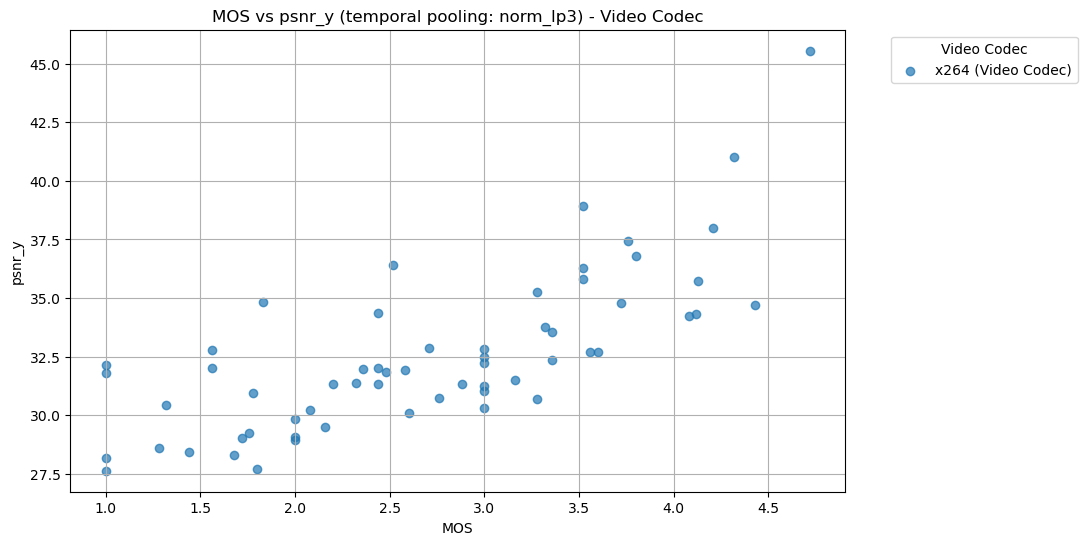 MOS vs psnr_y (temporal pooling: norm_lp3) - Video Codec
Video Codec
x264 (Video Codec)
psnr_y
45.0
42.5
40.0
37.5
35.0
32.5
30.0
27.5
1.0 1.5 2.0 2.5 3.0 3.5 4.0 4.5
MOS